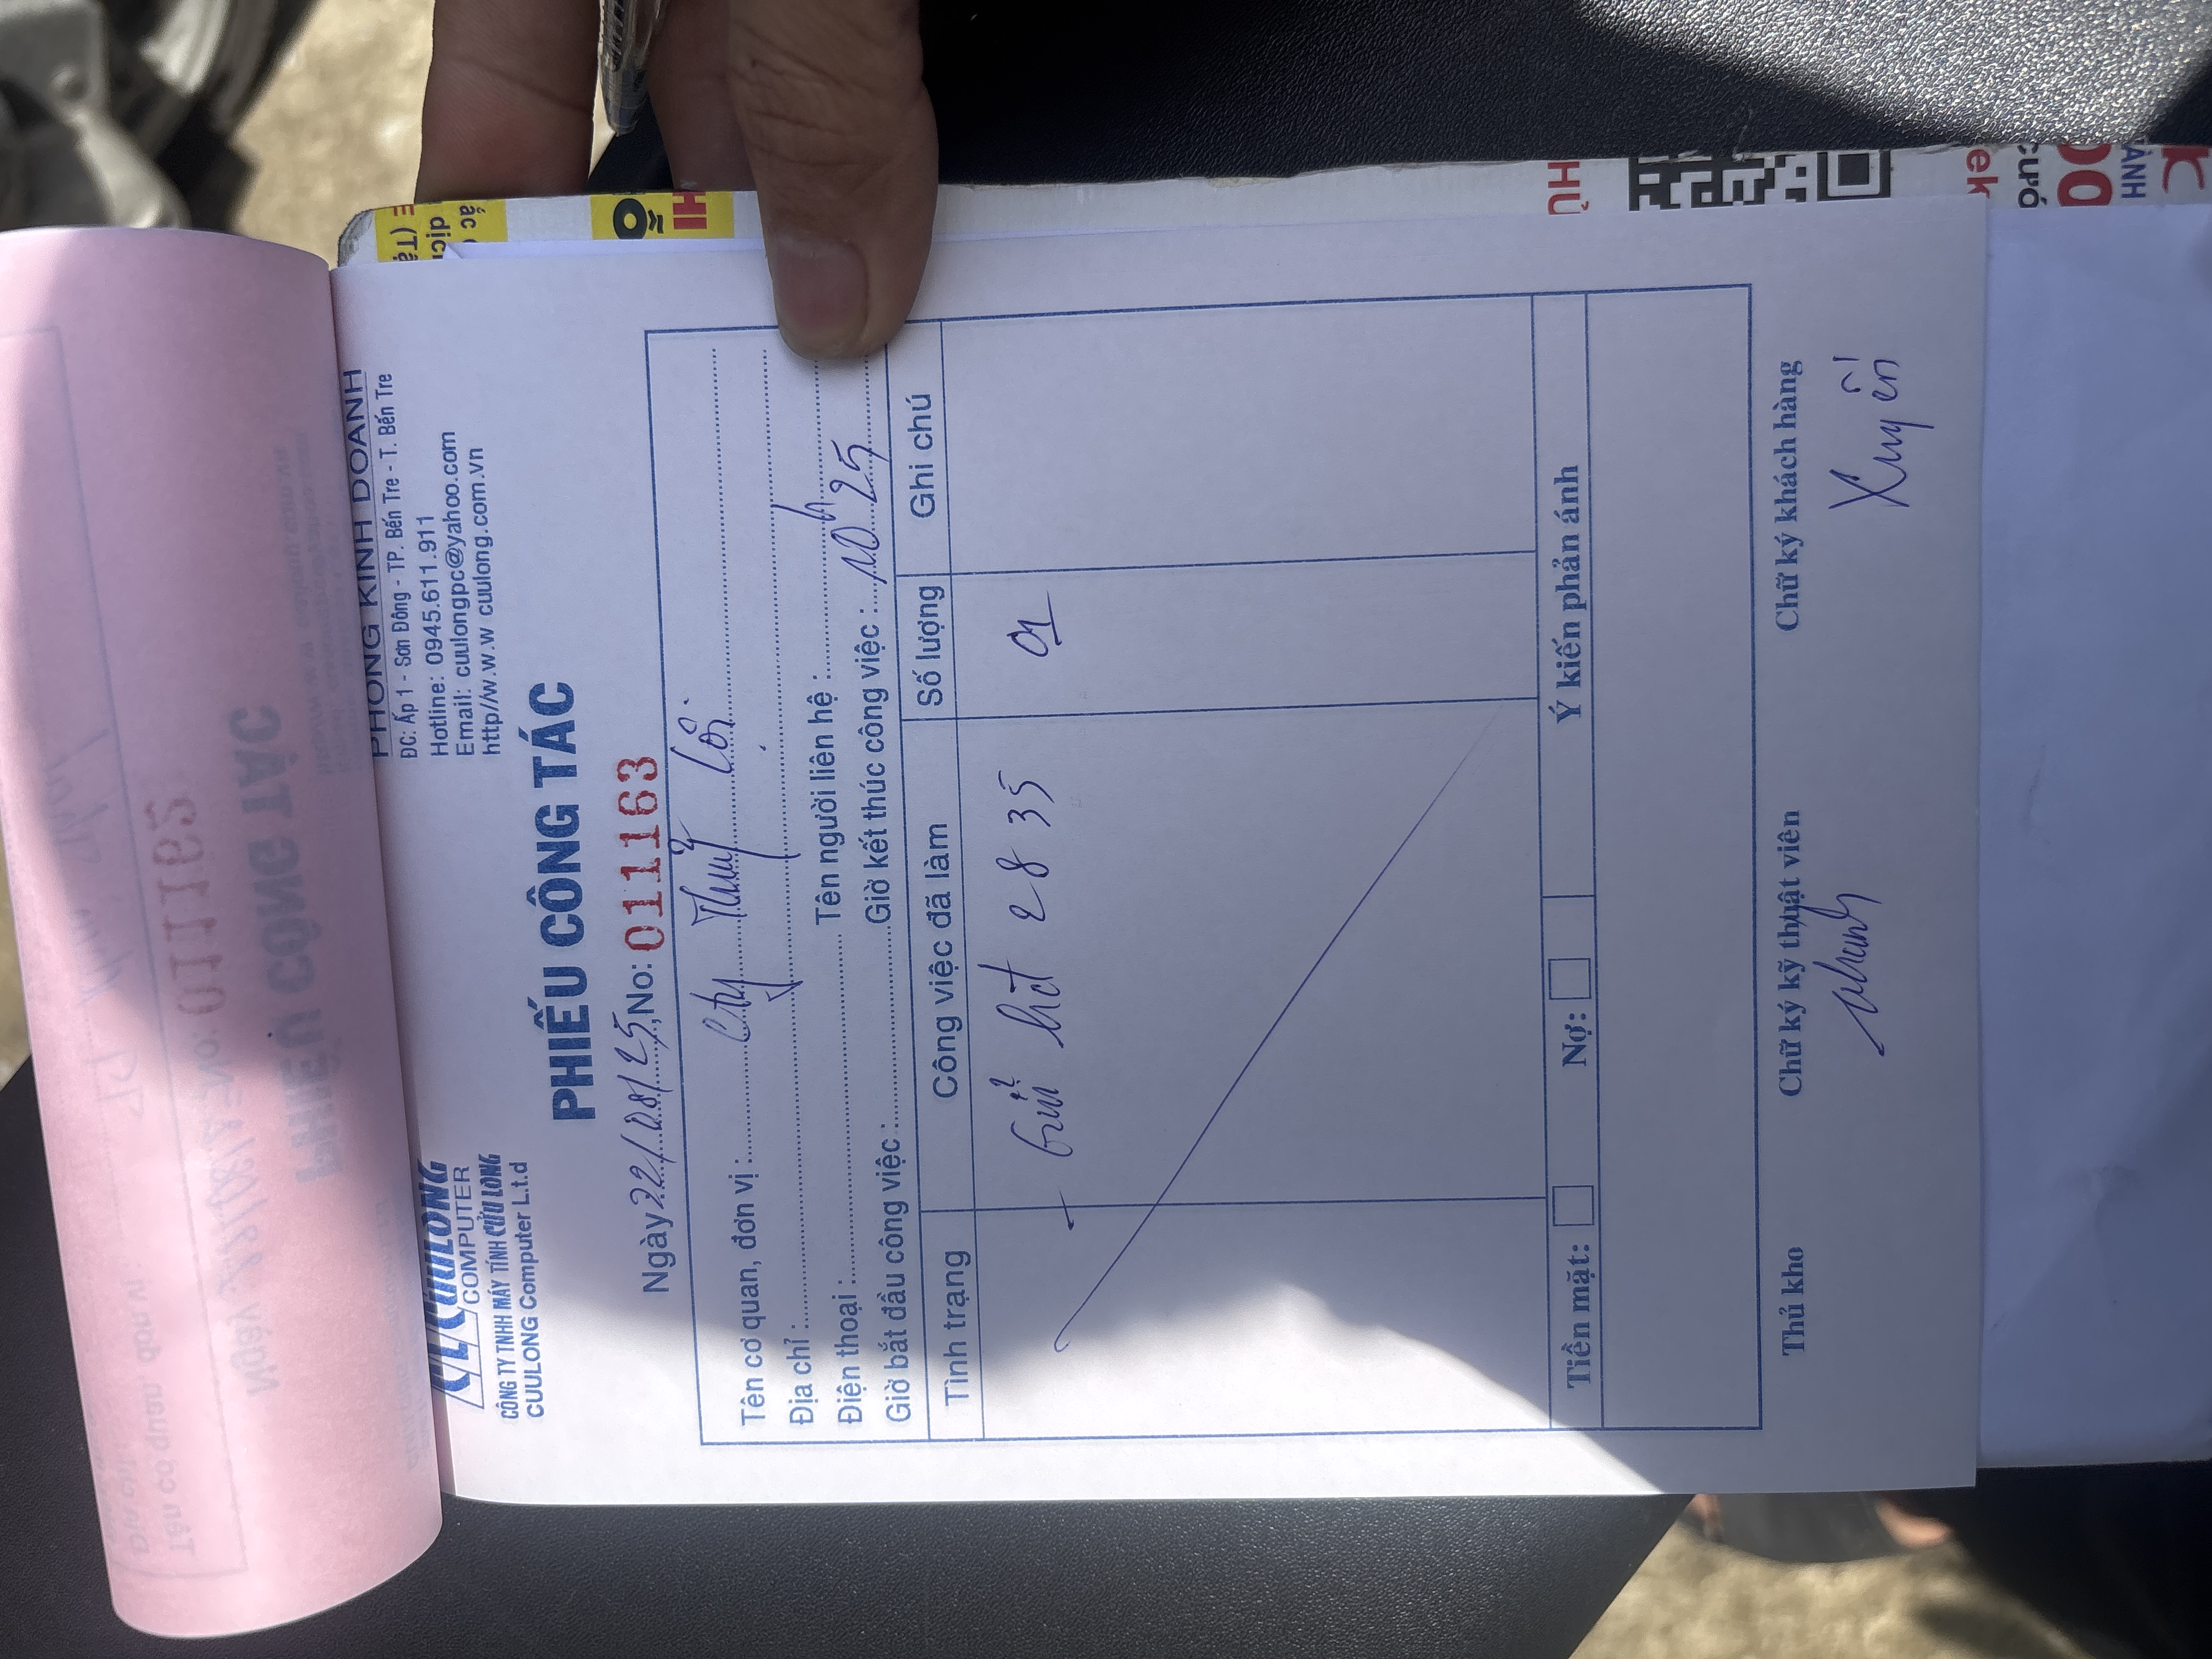 CUULONG
COMPUTER
CÔNG TY TNHH MÁY TÍNH CỬU LONG
CUULONG Computer L.t.d
PHÒNG KINH DOANH
ĐC: Ấp 1 - Sơn Đông - TP. Bến Tre - T. Bến Tre
Hotline: 0945.611.911
Email: cuulongpc@yahoo.com
http//w.w.w cuulong.com.vn
PHIẾU CÔNG TÁC
Ngày 22/08/25, No: 011163
Tên cơ quan, đơn vị: Cty Thuỷ Lợi
Địa chỉ:
Điện thoại: Tên người liên hệ:
Giờ bắt đầu công việc: Giờ kết thúc công việc: 10h25
Tình trạng Công việc đã làm Số lượng Ghi chú
28 35 01
Tiền mặt: Nợ: Ý kiến phản ánh
Thủ kho Chữ ký kỹ thuật viên Chữ ký khách hàng
Xuyến